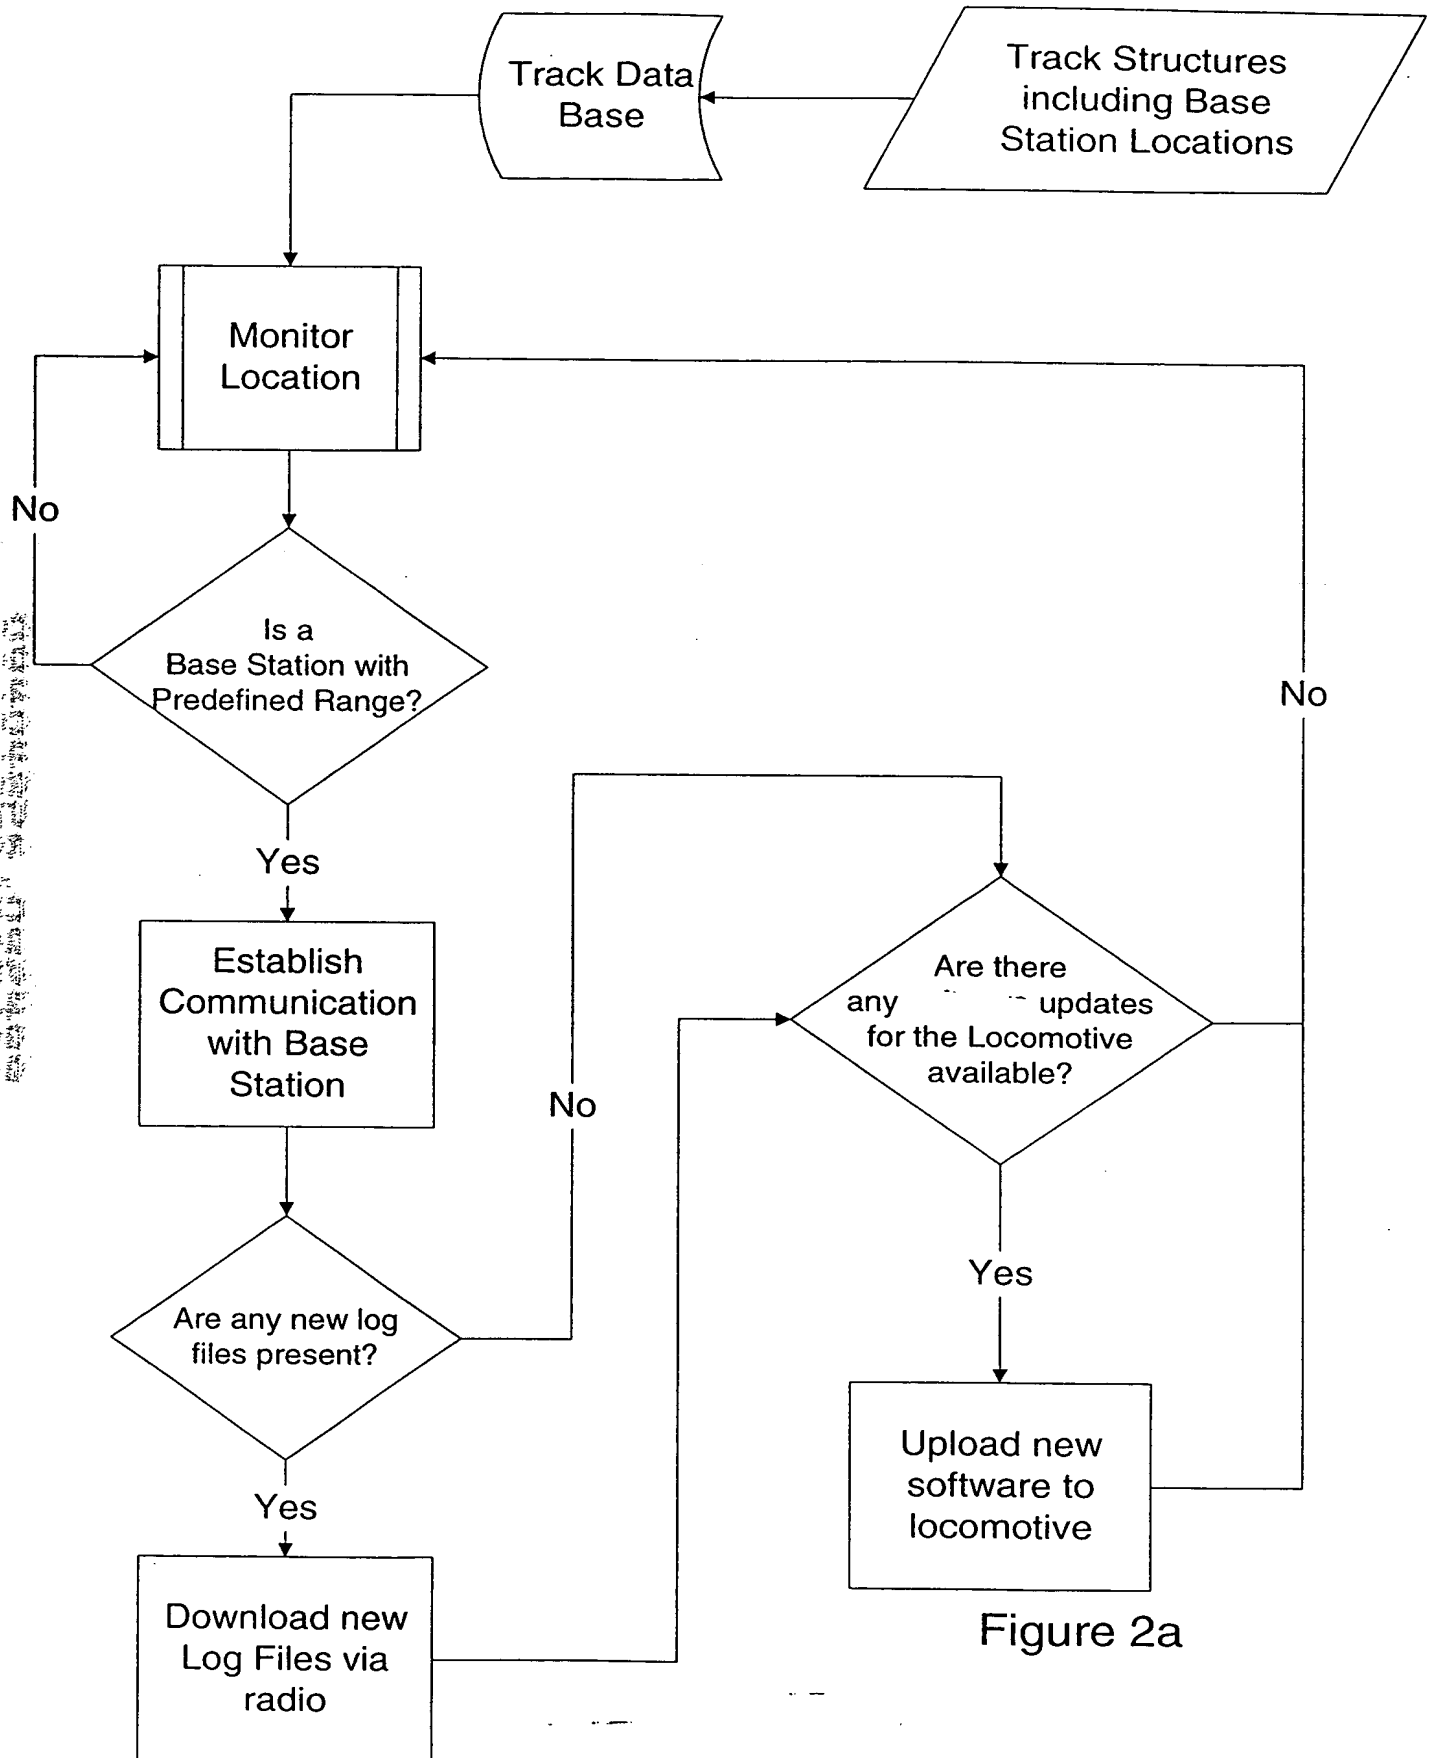 Track Data
Base
Track Structures
including Base
Station Locations
Monitor
Location
No
Is a
Base Station with
Predefined Range?
No
Yes
Establish
Communication
with Base
Station
Are there
any updates
for the Locomotive
available?
No
Yes
Are any new log
files present?
Upload new
software to
locomotive
Yes
Download new
Log Files via
radio
Figure 2a